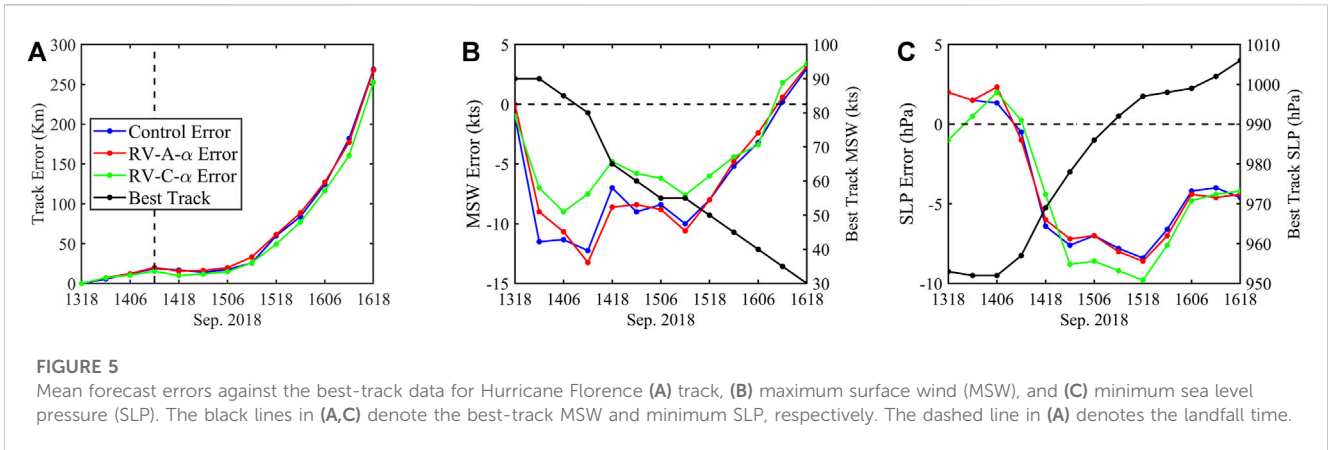 A
300
250
200
150
100
50
0
Track Error (Km)
Control Error
RV-A-α Error
RV-C-α Error
Best Track
1318 1406 1418 1506 1606 1618
Sep. 2018
B
5
0
-5
-10
-15
MSW Error (kts)
100
90
80
70
60
50
40
30
Best Track MSW (kts)
1318 1406 1418 1506 1518 1606 1618
Sep. 2018
C
5
0
-5
-10
SLP Error (hPa)
1010
1000
990
980
970
960
950
Best Track SLP (hPa)
1318 1406 1418 1506 1518 1606 1618
Sep. 2018
FIGURE 5
Mean forecast errors against the best-track data for Hurricane Florence (A) track, (B) maximum surface wind (MSW), and (C) minimum sea level
pressure (SLP). The black lines in (A,C) denote the best-track MSW and minimum SLP, respectively. The dashed line in (A) denotes the landfall time.